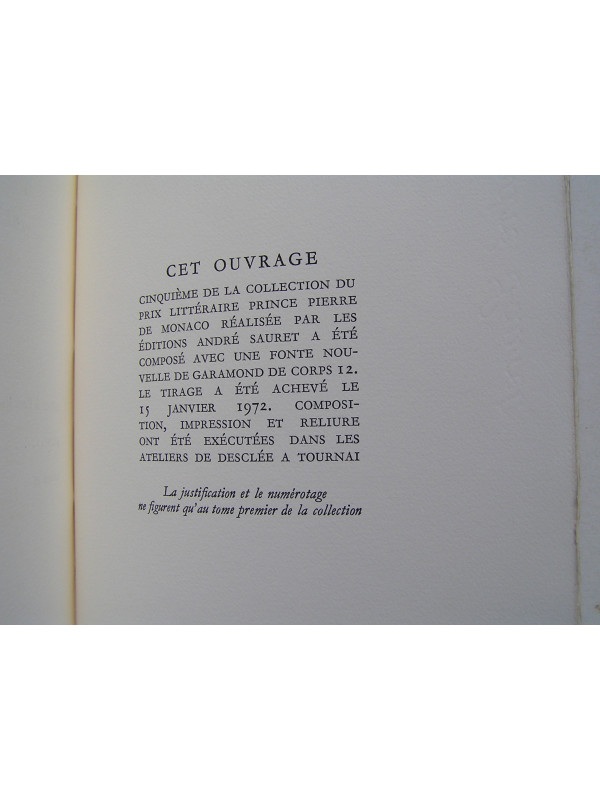 CET OUVRAGE
CINQUIÈME DE LA COLLECTION DU
PRIX LITTÉRAIRE PRINCE PIERRE
DE MONACO RÉALISÉE PAR LES
ÉDITIONS ANDRÉ SAURET A ÉTÉ
COMPOSÉ AVEC UNE FONTE NOU-
VELLE DE GARAMOND DE CORPS 12.
LE TIRAGE A ÉTÉ ACHEVÉ LE
15 JANVIER 1972. COMPOSI-
TION, IMPRESSION ET RELIURE
ONT ÉTÉ EXÉCUTÉES DANS LES
ATELIERS DE DESCLÉE A TOURNAI
La justification et le numérotage
ne figurent qu'au tome premier de la collection